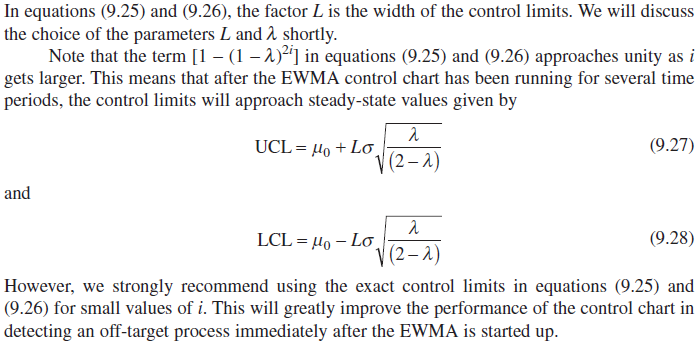 In equations (9.25) and (9.26), the factor L is the width of the control limits. We will discuss
the choice of the parameters L and λ shortly.
Note that the term [1 – (1 – λ)²ⁱ] in equations (9.25) and (9.26) approaches unity as i
gets larger. This means that after the EWMA control chart has been running for several time
periods, the control limits will approach steady-state values given by
UCL = μ₀ + Lσ√(λ/(2 – λ)) (9.27)
and
LCL = μ₀ – Lσ√(λ/(2 – λ)) (9.28)
However, we strongly recommend using the exact control limits in equations (9.25) and
(9.26) for small values of i. This will greatly improve the performance of the control chart in
detecting an off-target process immediately after the EWMA is started up.